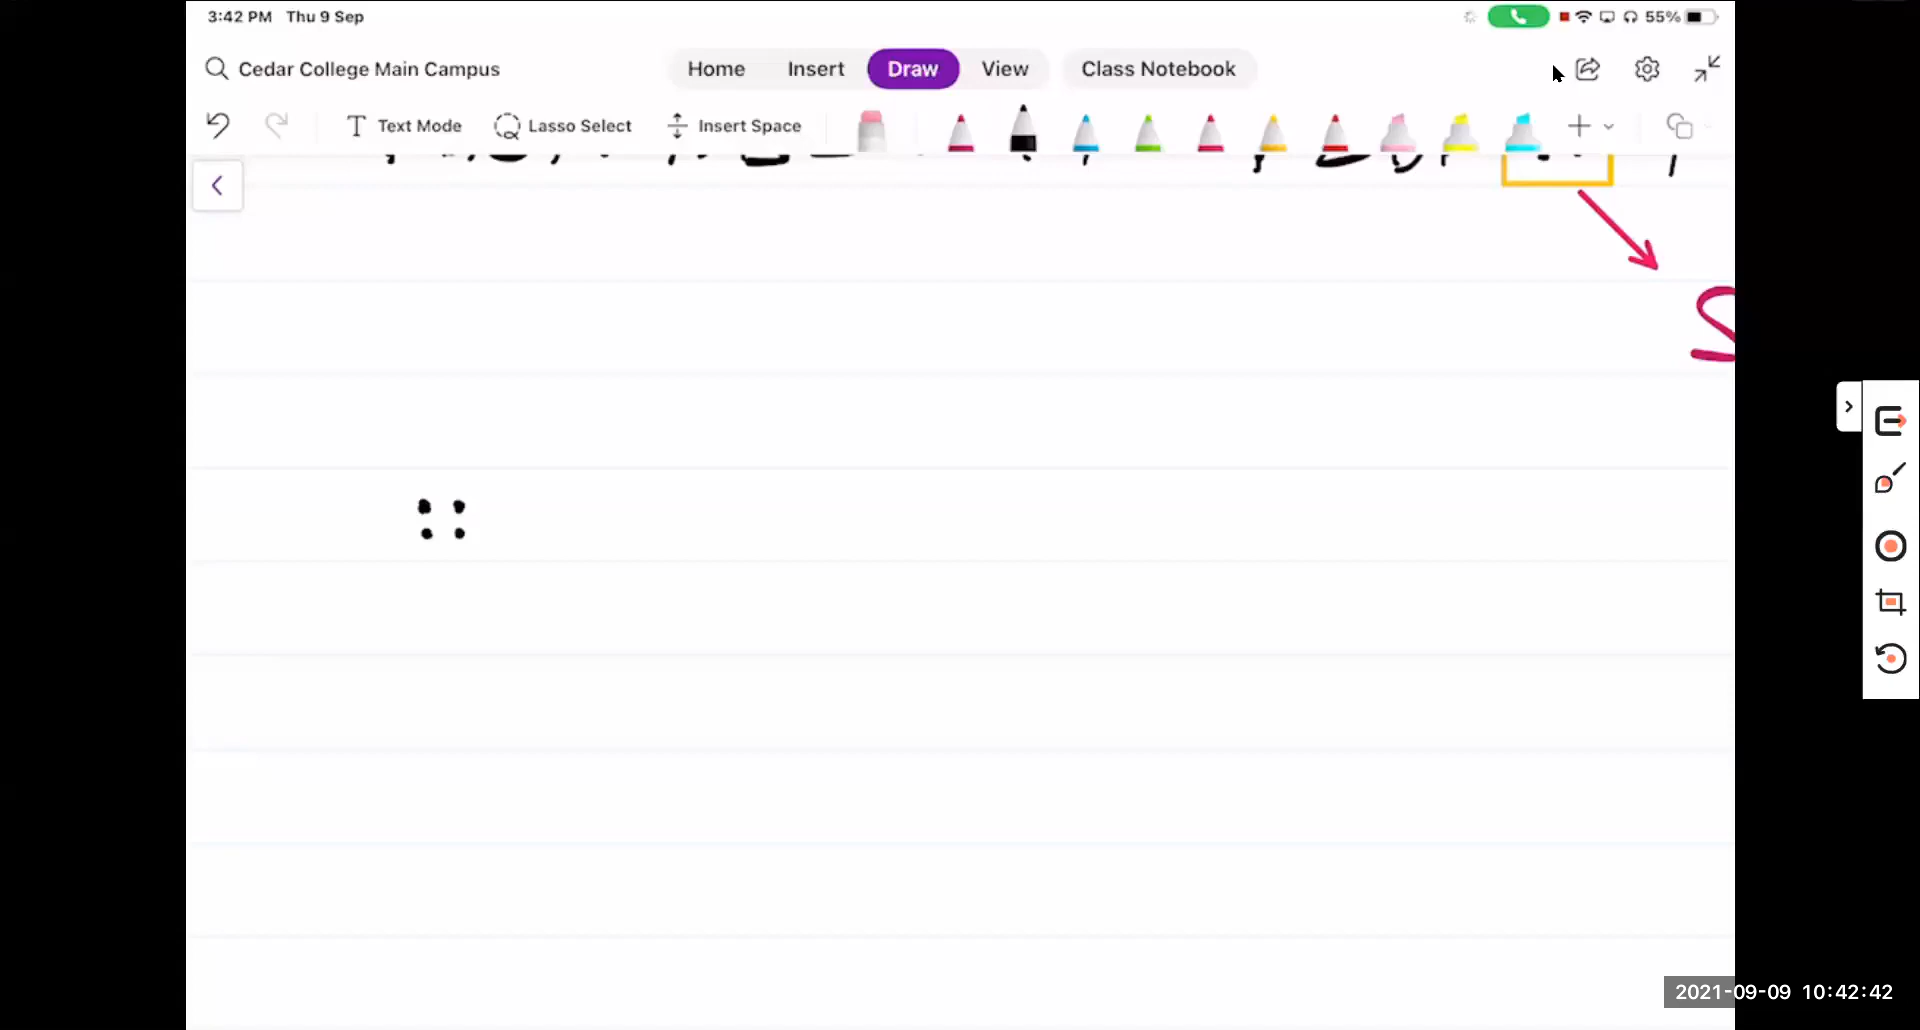 3:42 PM Thu 9 Sep 55%
Cedar College Main Campus Home Insert Draw View Class Notebook
Text Mode Lasso Select Insert Space
2021-09-09 10:42:42